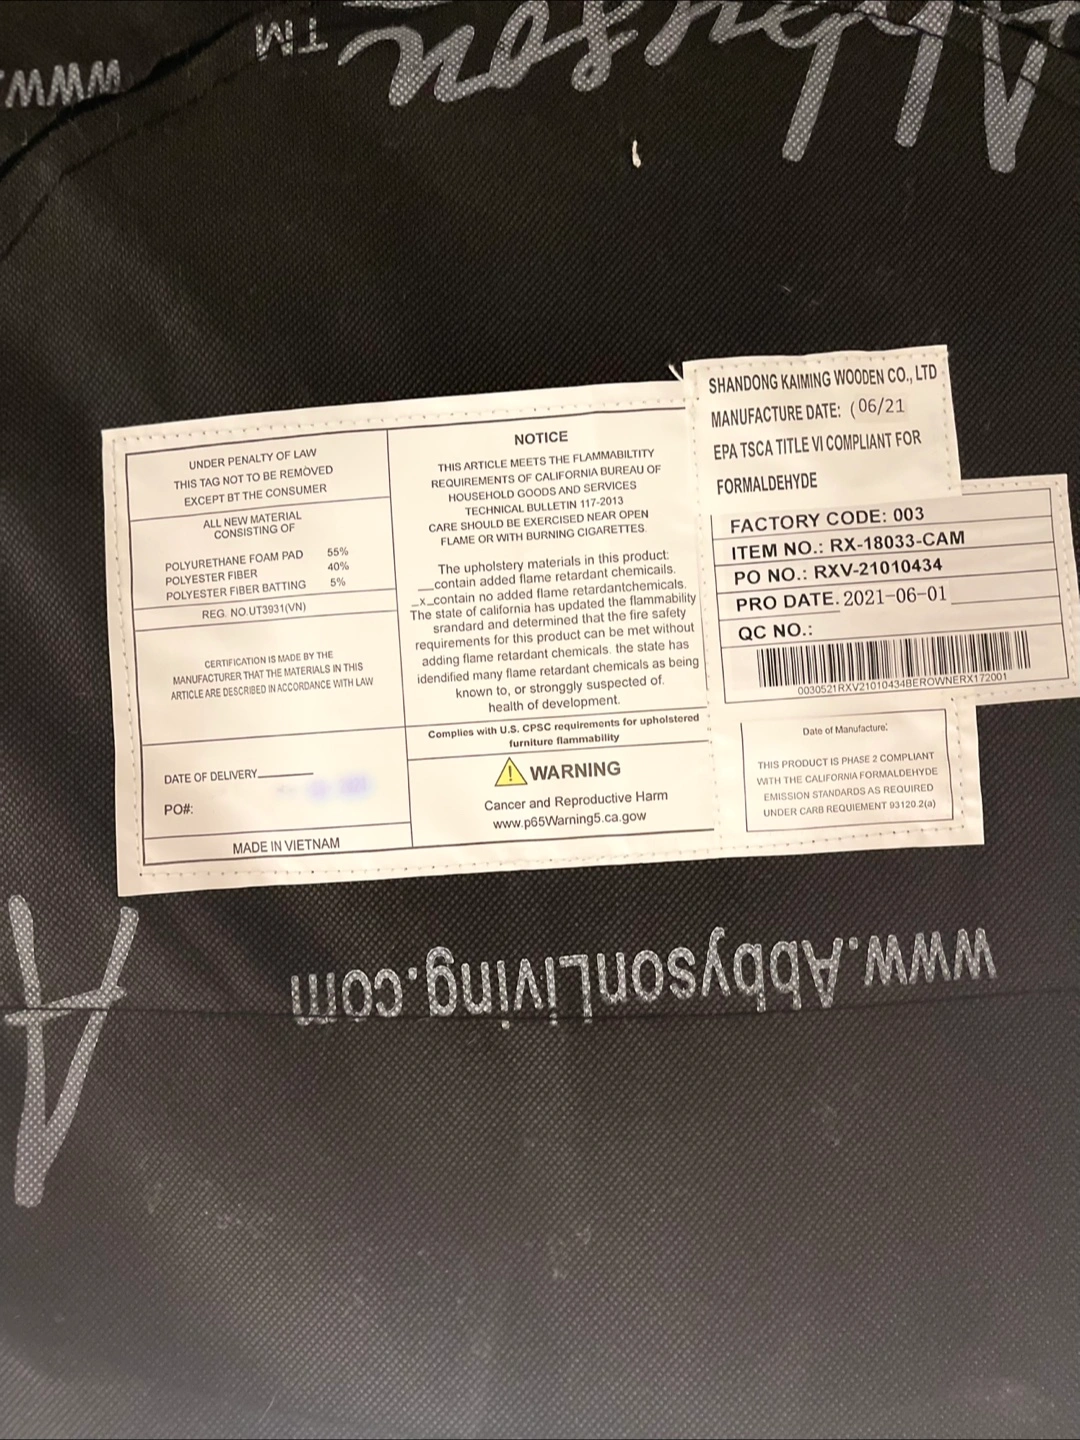 WWW.
TM
Abbyson
UNDER PENALTY OF LAW
THIS TAG NOT TO BE REMOVED
EXCEPT BT THE CONSUMER
ALL NEW MATERIAL
CONSISTING OF
POLYURETHANE FOAM PAD 55%
POLYESTER FIBER 40%
POLYESTER FIBER BATTING 5%
REG. NO.UT3931(VN)
CERTIFICATION IS MADE BY THE
MANUFACTURER THAT THE MATERIALS IN THIS
ARTICLE ARE DESCRIBED IN ACCORDANCE WITH LAW
DATE OF DELIVERY
PO#:
MADE IN VIETNAM
NOTICE
THIS ARTICLE MEETS THE FLAMMABILTITY
REQUIREMENTS OF CALIFORNIA BUREAU OF
HOUSEHOLD GOODS AND SERVICES
TECHNICAL BULLETIN 117-2013
CARE SHOULD BE EXERCISED NEAR OPEN
FLAME OR WITH BURNING CIGARETTES.
The upholstery materials in this product:
__contain added flame retardant chemicails.
_x_contain no added flame retardantchemicals.
The state of california has updated the flammability
srandard and determined that the fire safety
requirements for this product can be met without
adding flame retardant chemicals. the state has
idendified many flame retardant chemicals as being
known to, or stronggly suspected of.
health of development.
Complies with U.S. CPSC requirements for upholstered
furniture flammability
WARNING
Cancer and Reproductive Harm
www.p65Warning5.ca.gow
SHANDONG KAIMING WOODEN CO., LTD
MANUFACTURE DATE: (06/21
EPA TSCA TITLE VI COMPLIANT FOR
FORMALDEHYDE
FACTORY CODE: 003
ITEM NO.: RX-18033-CAM
PO NO.: RXV-21010434
PRO DATE. 2021-06-01
QC NO.:
0030521RXV21010434BEROWNERX172001
Date of Manufacture:
THIS PRODUCT IS PHASE 2 COMPLIANT
WITH THE CALIFORNIA FORMALDEHYDE
EMISSION STANDARDS AS REQUIRED
UNDER CARB REQUIEMENT 93120.2(a)
www.AbbysonLiving.com
A